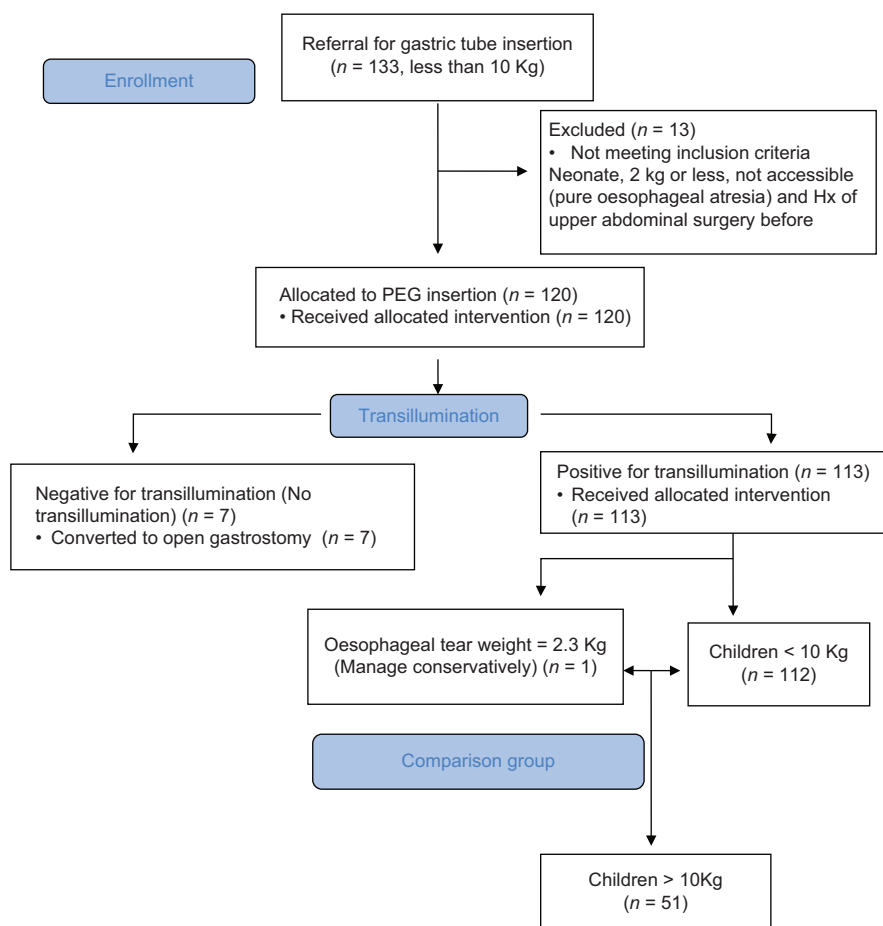 Referral for gastric tube insertion
(n = 133, less than 10 Kg)
Enrollment
Excluded (n = 13)
• Not meeting inclusion criteria
Neonate, 2 kg or less, not accessible
(pure oesophageal atresia) and Hx of
upper abdominal surgery before
Allocated to PEG insertion (n = 120)
• Received allocated intervention (n = 120)
Transillumination
Negative for transillumination (No
transillumination) (n = 7)
• Converted to open gastrostomy (n = 7)
Positive for transillumination (n = 113)
• Received allocated intervention
(n = 113)
Oesophageal tear weight = 2.3 Kg
(Manage conservatively) (n = 1)
Children < 10 Kg
(n = 112)
Comparison group
Children > 10Kg
(n = 51)